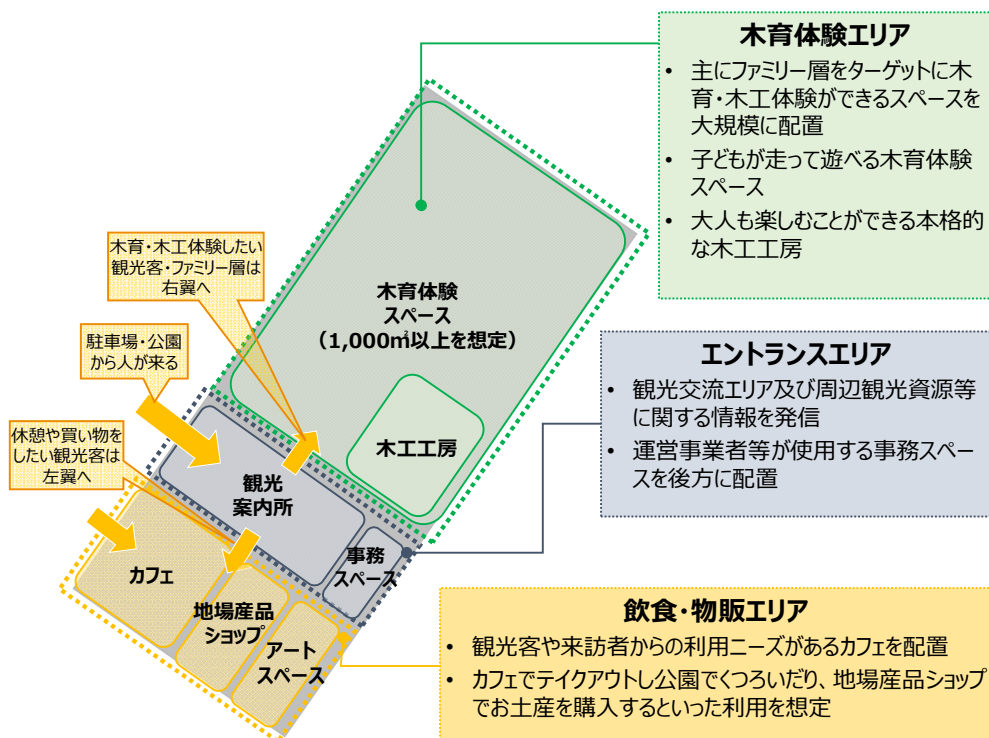 木育体験エリア
• 主にファミリー層をターゲットに木
育・木工体験ができるスペースを
大規模に配置
• 子どもが走って遊べる木育体験
スペース
• 大人も楽しむことができる本格的
な木工工房
木育・木工体験したい
観光客・ファミリー層は
右翼へ
木育体験
スペース
（1,000㎡以上を想定）
駐車場・公園
から人が来る
エントランスエリア
• 観光交流エリア及び周辺観光資源等
に関する情報を発信
• 運営事業者等が使用する事務スペー
スを後方に配置
休憩や買い物を
したい観光客は
左翼へ
木工工房
観光
案内所
事務
スペース
カフェ
地場産品
ショップ
アート
スペース
飲食・物販エリア
• 観光客や来訪者からの利用ニーズがあるカフェを配置
• カフェでテイクアウトし公園でくつろいだり、地場産品ショップ
でお土産を購入するといった利用を想定